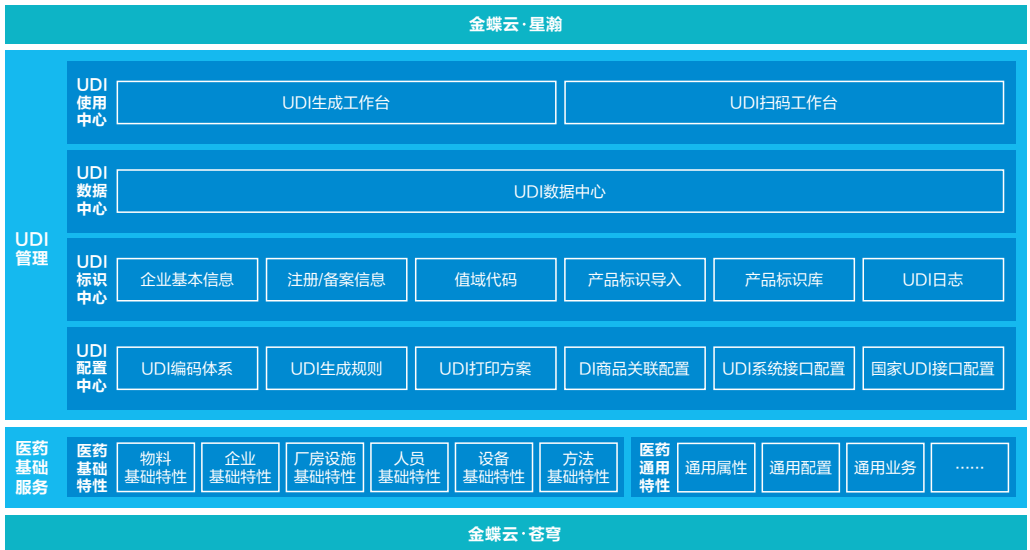 金蝶云·星瀚
UDI
管理
UDI
使用
中心
UDI生成工作台
UDI扫码工作台
UDI
数据
中心
UDI数据中心
UDI
标识
中心
企业基本信息
注册/备案信息
值域代码
产品标识导入
产品标识库
UDI日志
UDI
配置
中心
UDI编码体系
UDI生成规则
UDI打印方案
DI商品关联配置
UDI系统接口配置
国家UDI接口配置
医药
基础
服务
医药
基础
特性
物料
基础特性
企业
基础特性
厂房设施
基础特性
人员
基础特性
设备
基础特性
方法
基础特性
医药
通用
特性
通用属性
通用配置
通用业务
……
金蝶云·苍穹